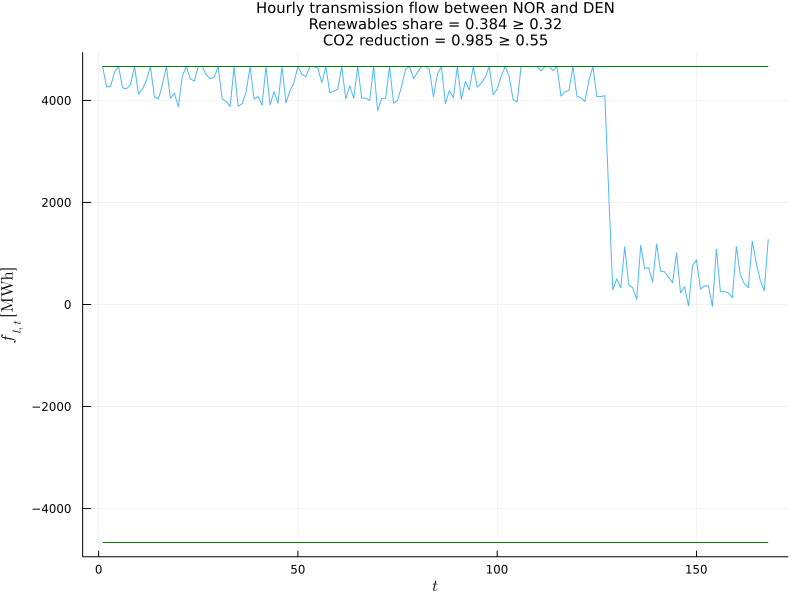 Hourly transmission flow between NOR and DEN
Renewables share = 0.384 ≥ 0.32
CO2 reduction = 0.985 ≥ 0.55
4000
2000
0
−2000
−4000
f_{l,t} [MWh]
0 50 100 150
t